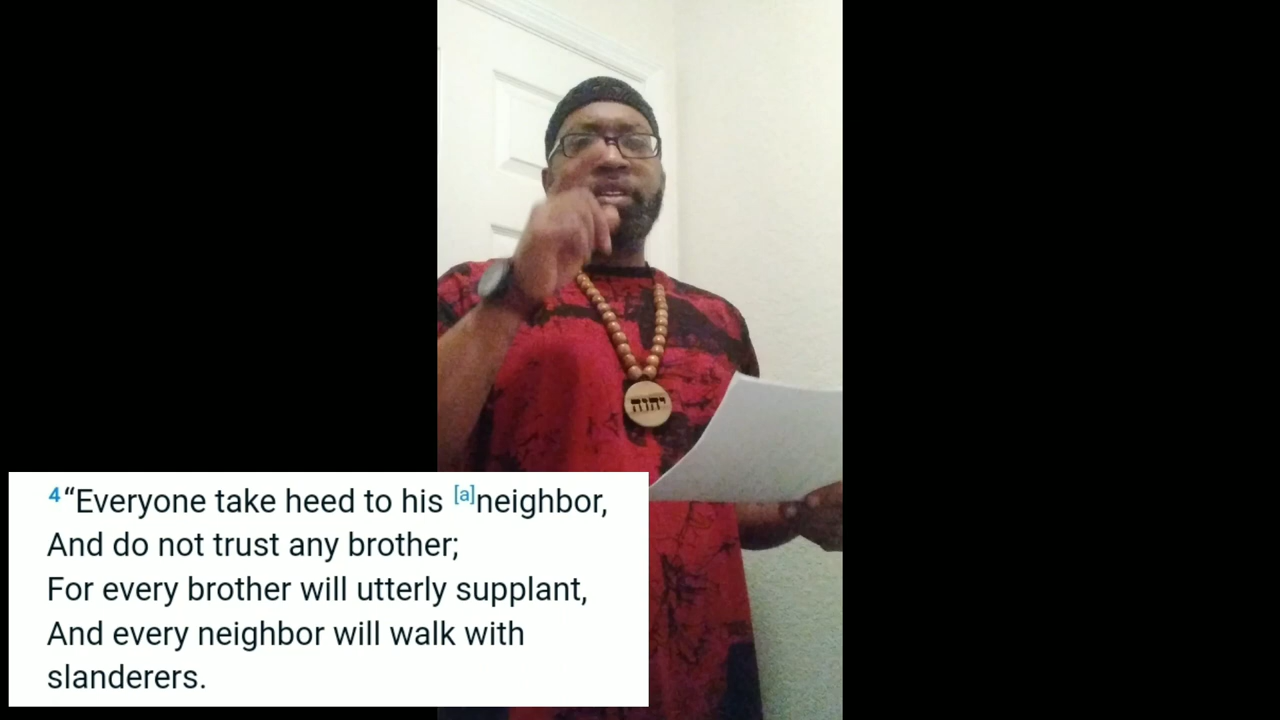 יהוה
4 “Everyone take heed to his [a]neighbor,
And do not trust any brother;
For every brother will utterly supplant,
And every neighbor will walk with
slanderers.